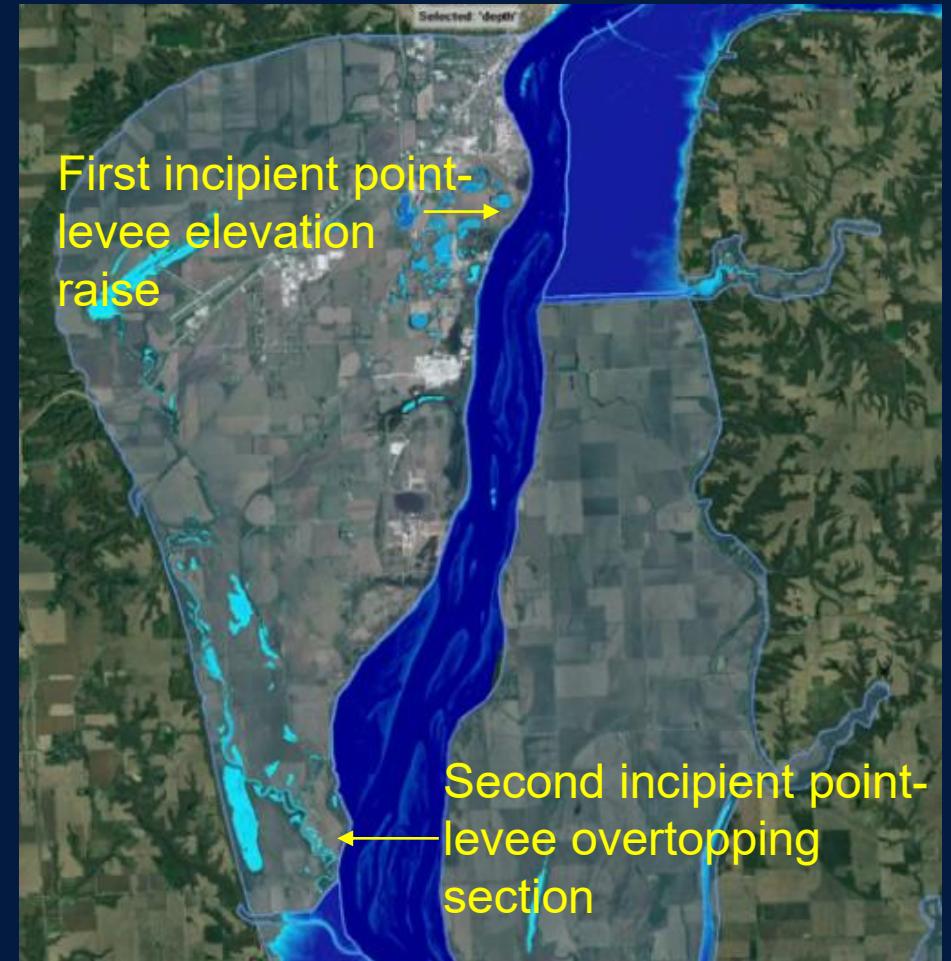 Selected: 'depth'
First incipient point-
levee elevation
raise
Second incipient point-
levee overtopping
section